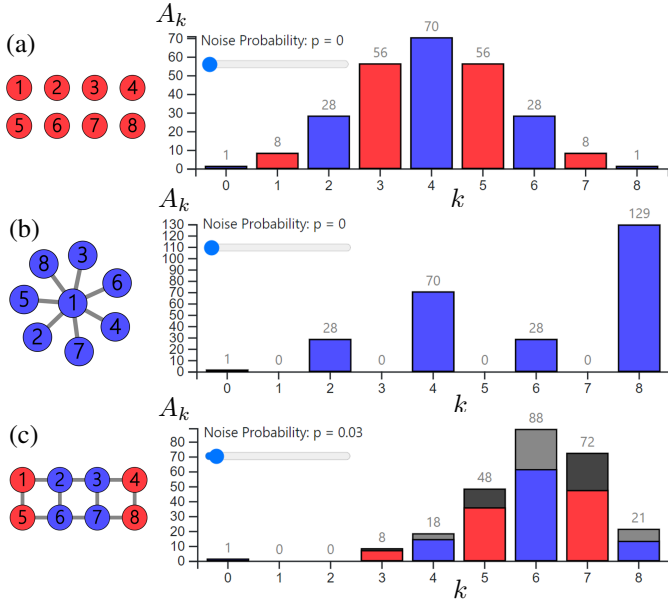 (a)
1 2 3 4
5 6 7 8
A_k
Noise Probability: p = 0
70
60
50
40
30
20
10
0
1 8 28 56 70 56 28 8 1
0 1 2 3 4 5 6 7 8
k
(b)
8 3
5 1 6
2 4
7
A_k
Noise Probability: p = 0
130
120
110
100
90
80
70
60
50
40
30
20
10
0
1 0 28 0 70 0 28 0 129
0 1 2 3 4 5 6 7 8
k
(c)
1 2 3 4
5 6 7 8
A_k
Noise Probability: p = 0.03
80
70
60
50
40
30
20
10
0
1 0 0 8 18 48 88 72 21
0 1 2 3 4 5 6 7 8
k